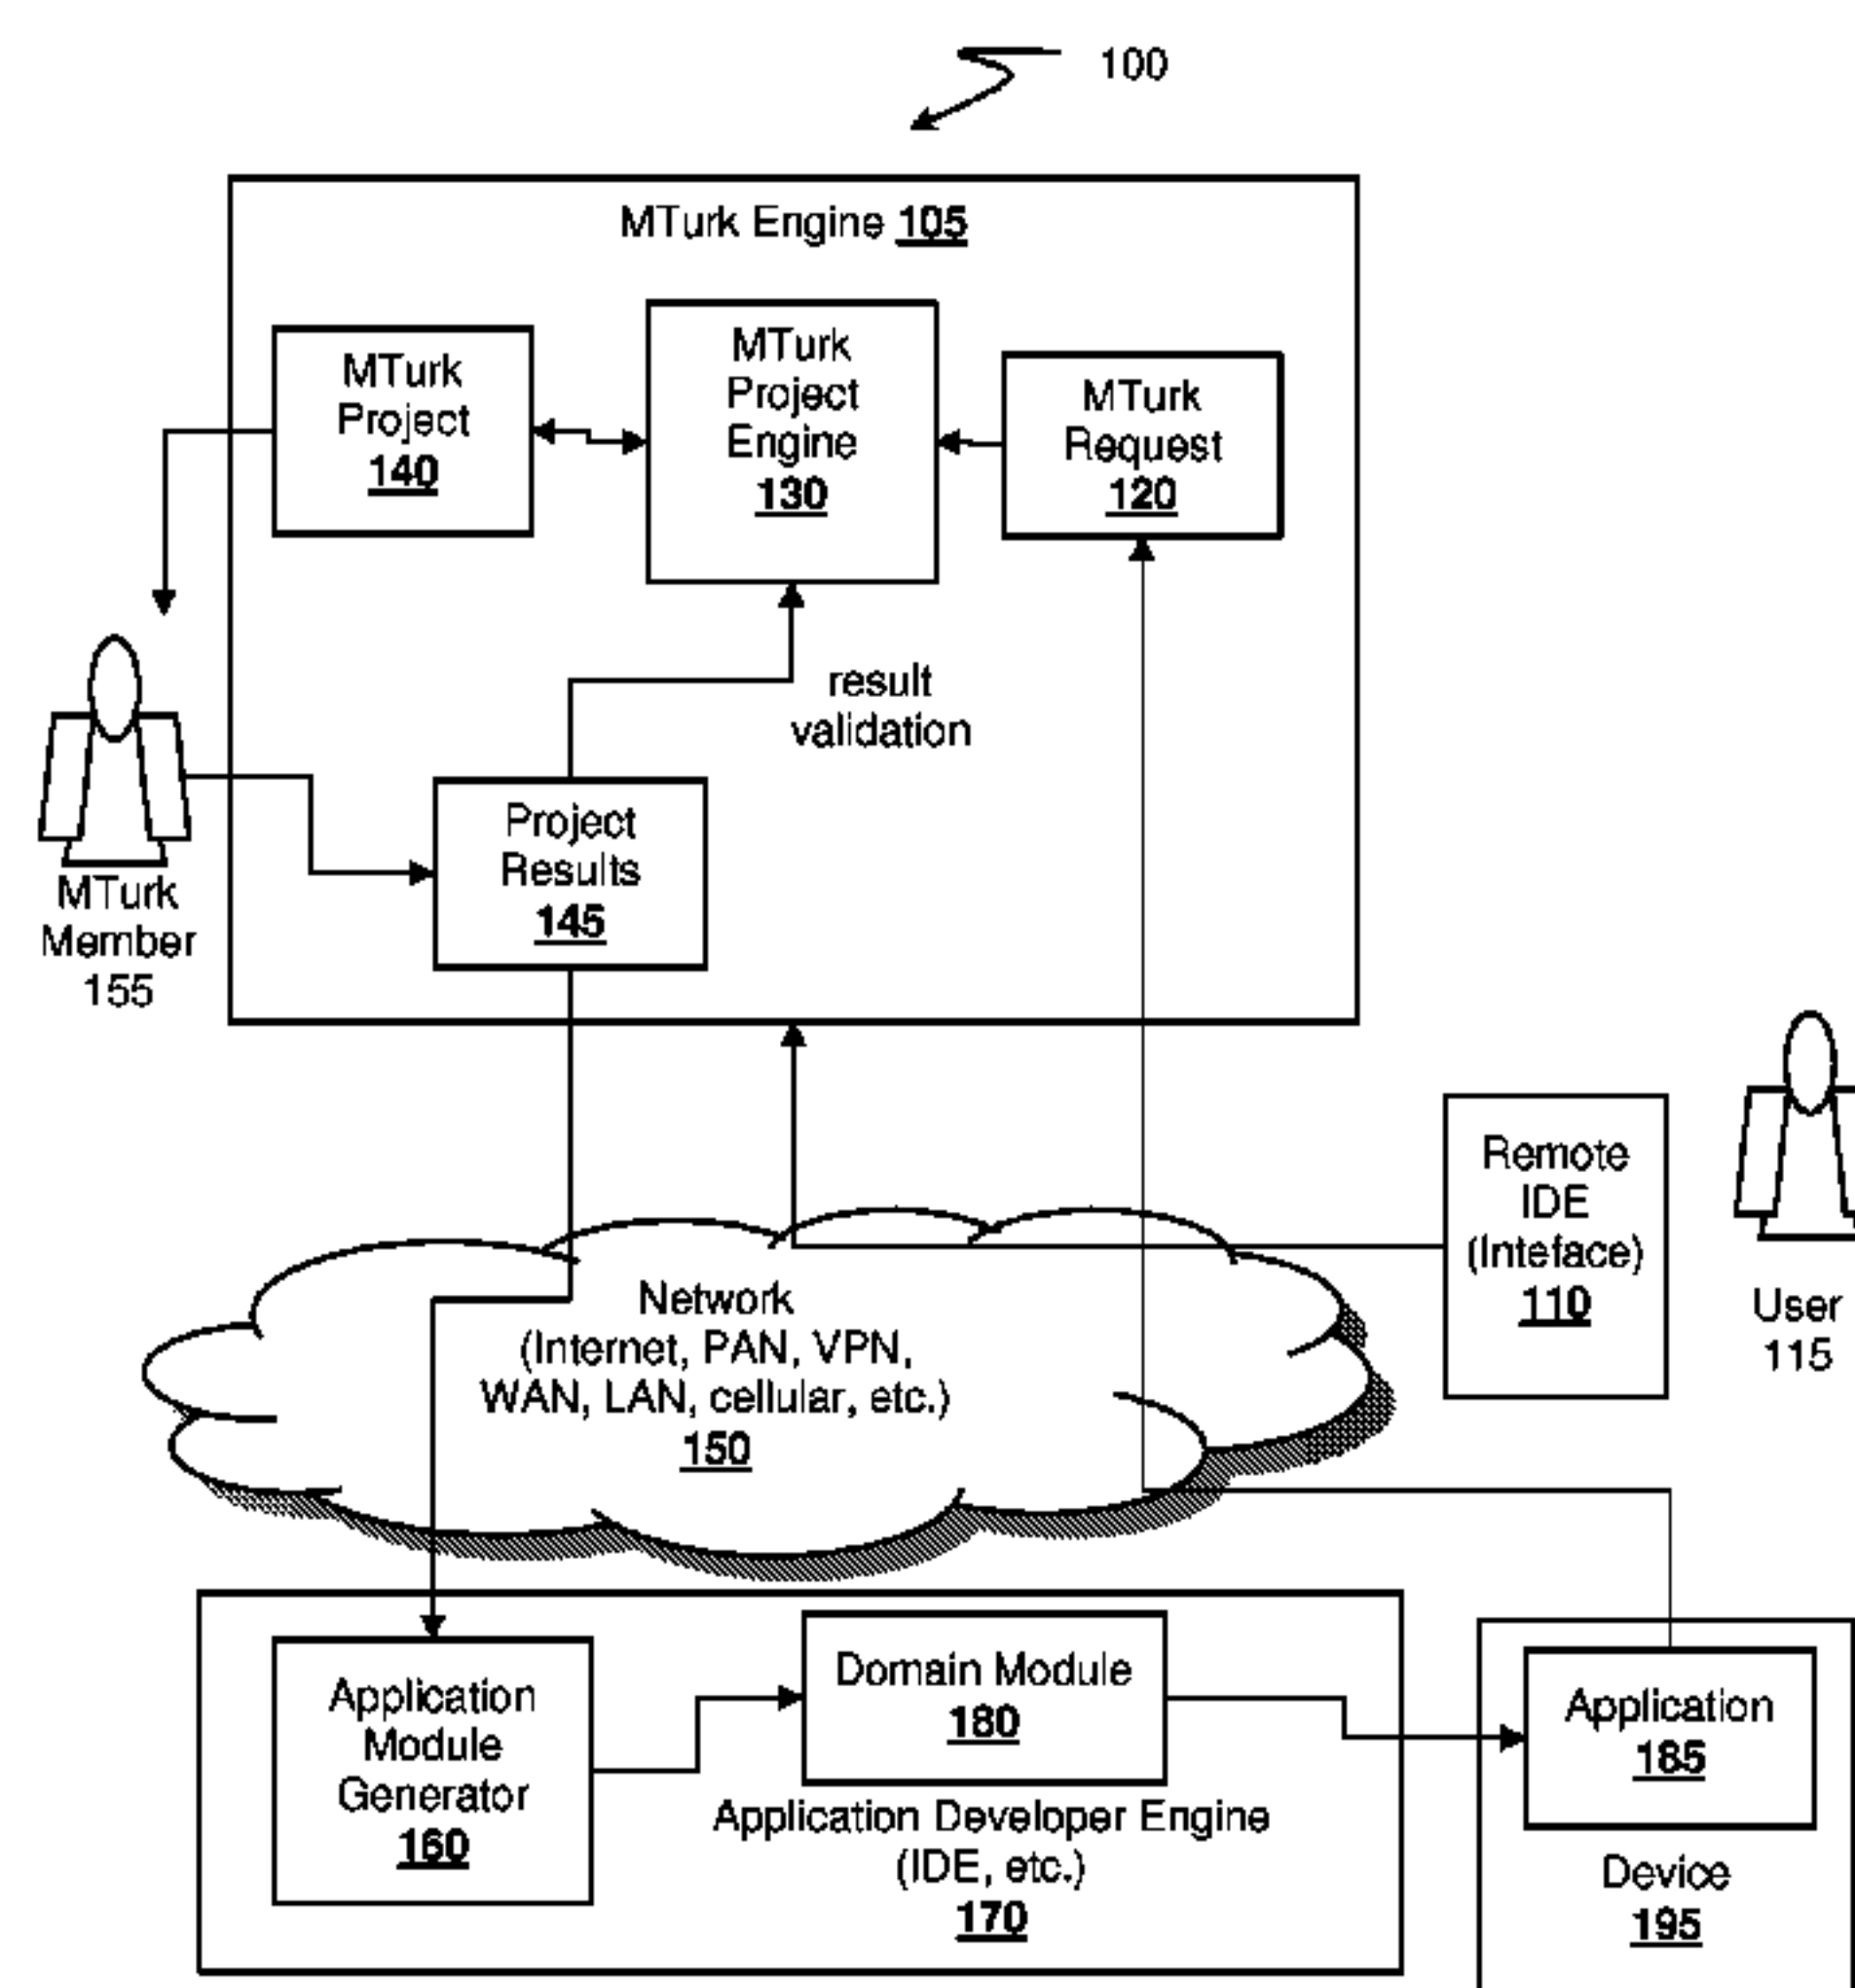 100
MTurk Engine 105
MTurk
Project
140
MTurk
Project
Engine
130
MTurk
Request
120
result
validation
Project
Results
145
MTurk
Member
155
Remote
IDE
(Inteface)
110
User
115
Network
(Internet, PAN, VPN,
WAN, LAN, cellular, etc.)
150
Application
Module
Generator
160
Domain Module
180
Application Developer Engine
(IDE, etc.)
170
Application
185
Device
195